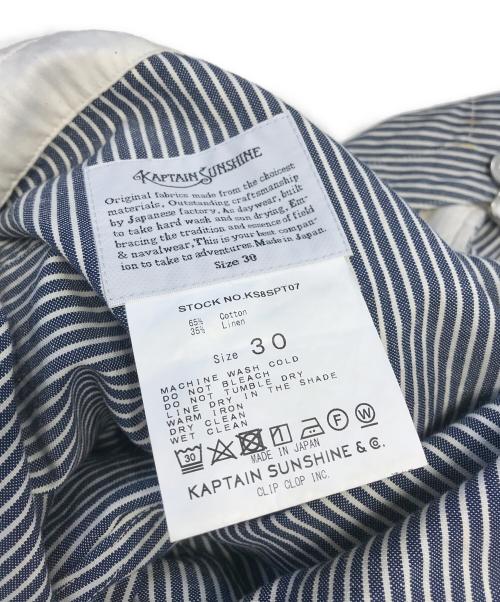 KAPTAIN SUNSHINE
Original fabrics made from the choicest
materials. Outstanding craftsmanship
by Japanese factory. As daywear, built
to take hard wash and sun drying. Em-
bracing the tradition and essence of field
& naval wear, This is your best compan-
ion to take to adventures. Made in Japan.
Size 30
STOCK NO.KS8SPT07
65% Cotton
35% Linen
Size 30
MACHINE WASH COLD
DO NOT BLEACH
DO NOT TUMBLE DRY
LINE DRY IN THE SHADE
WARM IRON
DRY CLEAN
WET CLEAN
30 F W
MADE IN JAPAN
KAPTAIN SUNSHINE & Co.
CLIP CLOP INC.